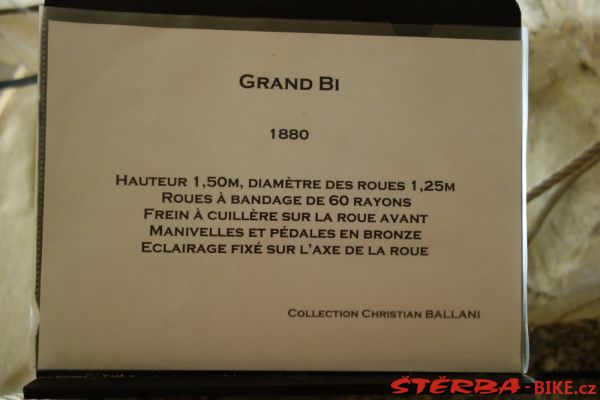 GRAND BI
1880
HAUTEUR 1,50M, DIAMÈTRE DES ROUES 1,25M
ROUES À BANDAGE DE 60 RAYONS
FREIN À CUILLÈRE SUR LA ROUE AVANT
MANIVELLES ET PÉDALES EN BRONZE
ECLAIRAGE FIXÉ SUR L'AXE DE LA ROUE
COLLECTION CHRISTIAN BALLANI
ŠTĚRBA-BIKE.cz